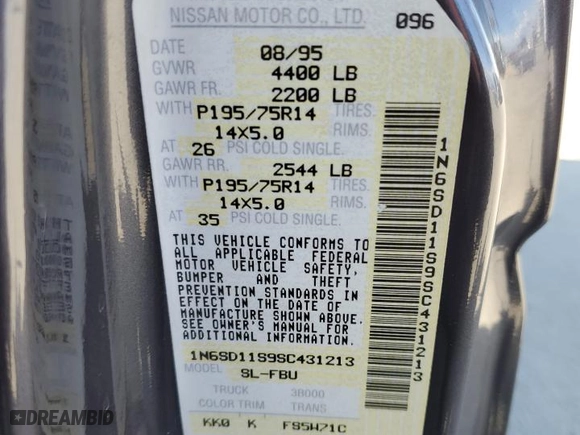 NISSAN MOTOR CO., LTD.
096
DATE 08/95
GVWR 4400 LB
GAWR FR. 2200 LB
WITH P195/75R14 TIRES.
14X5.0 RIMS.
AT 26 PSI COLD SINGLE.
GAWR RR. 2544 LB
WITH P195/75R14 TIRES.
14X5.0 RIMS.
AT 35 PSI COLD SINGLE.
THIS VEHICLE CONFORMS TO
ALL APPLICABLE FEDERAL
MOTOR VEHICLE SAFETY,
BUMPER AND THEFT
PREVENTION STANDARDS IN
EFFECT ON THE DATE OF
MANUFACTURE SHOWN ABOVE.
SEE OWNER'S MANUAL FOR
ADDITIONAL INFORMATION.
1N6SD11S9SC431213
MODEL SL-FBU
TRUCK 3B000
COLOR TRIM TRANS
KK0 K FS5W71C
1N6SD11S9SC431213
DREAMBID